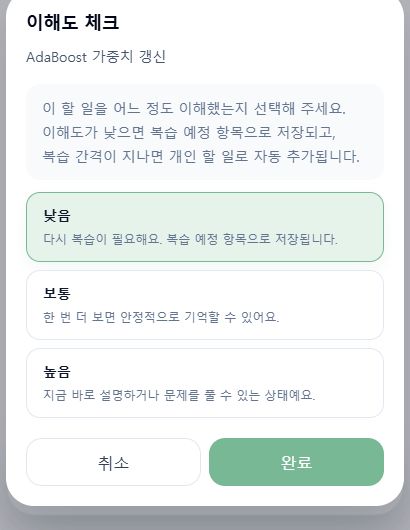 이해도 체크
AdaBoost 가중치 갱신
이 할 일을 어느 정도 이해했는지 선택해 주세요.
이해도가 낮으면 복습 예정 항목으로 저장되고,
복습 간격이 지나면 개인 할 일로 자동 추가됩니다.
낮음
다시 복습이 필요해요. 복습 예정 항목으로 저장됩니다.
보통
한 번 더 보면 안정적으로 기억할 수 있어요.
높음
지금 바로 설명하거나 문제를 풀 수 있는 상태예요.
취소
완료